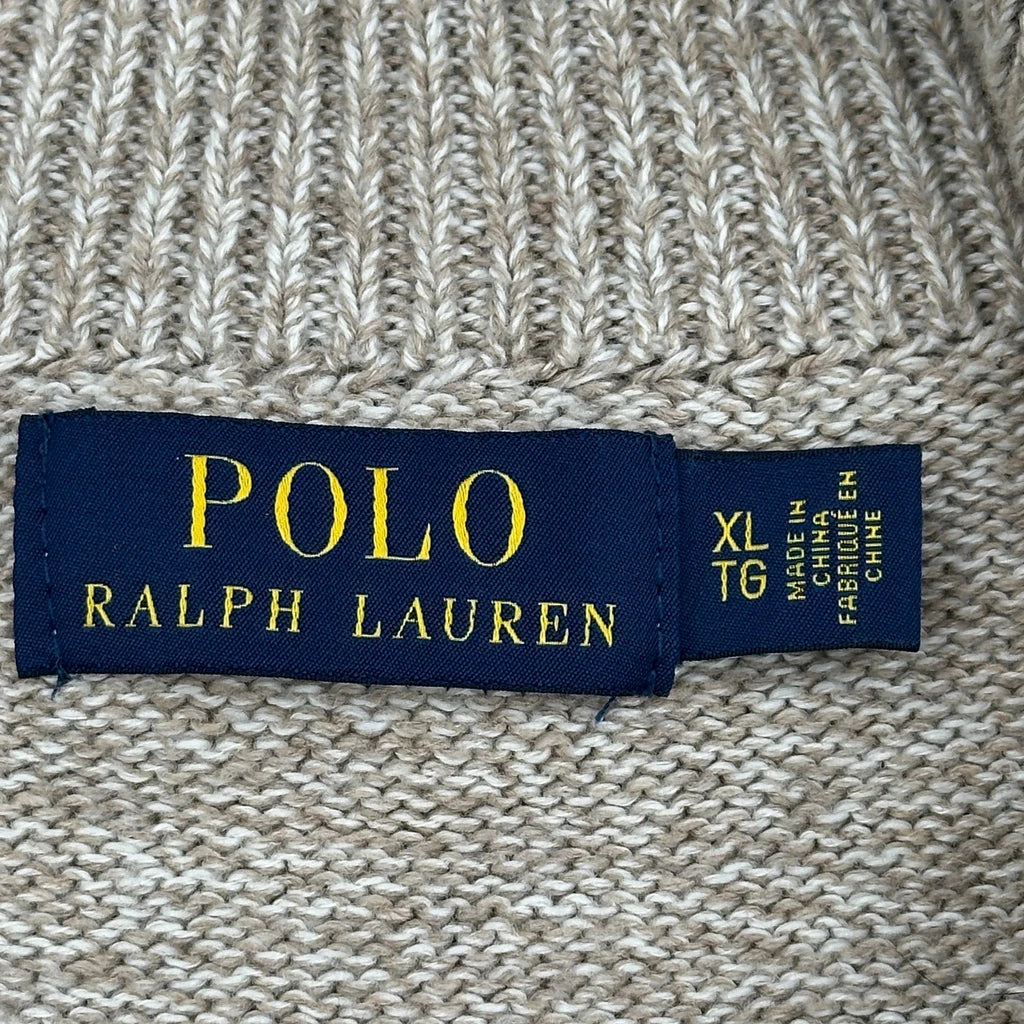 POLO
RALPH LAUREN
XL
TG
MADE IN
CHINA
FABRIQUÉ EN
CHINE